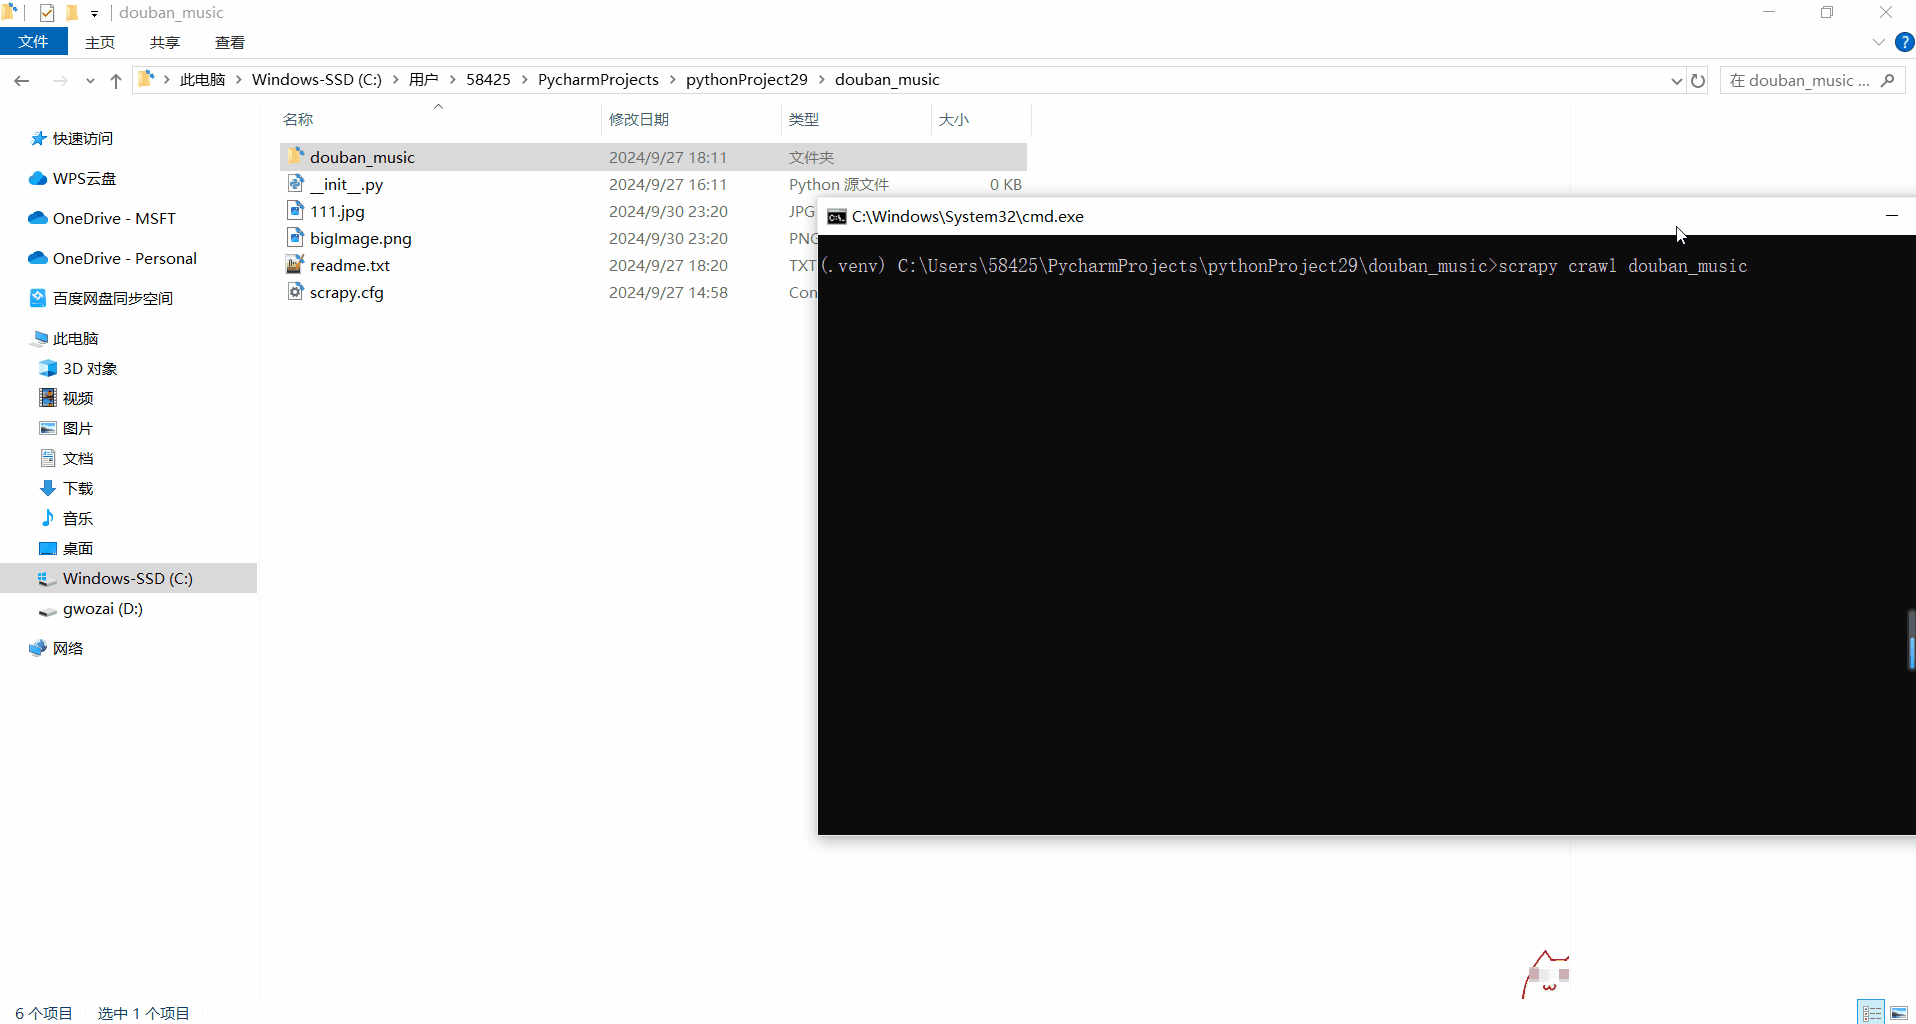 douban_music
文件 主页 共享 查看
此电脑 Windows-SSD (C:) 用户 58425 PycharmProjects pythonProject29 douban_music
在 douban_music ...
名称 修改日期 类型 大小
douban_music 2024/9/27 18:11 文件夹
__init__.py 2024/9/27 16:11 Python 源文件 0 KB
111.jpg 2024/9/30 23:20 JPG
bigImage.png 2024/9/30 23:20 PNG
readme.txt 2024/9/27 18:20 TXT
scrapy.cfg 2024/9/27 14:58 Con
快速访问
WPS云盘
OneDrive - MSFT
OneDrive - Personal
百度网盘同步空间
此电脑
3D 对象
视频
图片
文档
下载
音乐
桌面
Windows-SSD (C:)
gwozai (D:)
网络
C:\Windows\System32\cmd.exe
(.venv) C:\Users\58425\PycharmProjects\pythonProject29\douban_music>scrapy crawl douban_music
6 个项目 选中 1 个项目